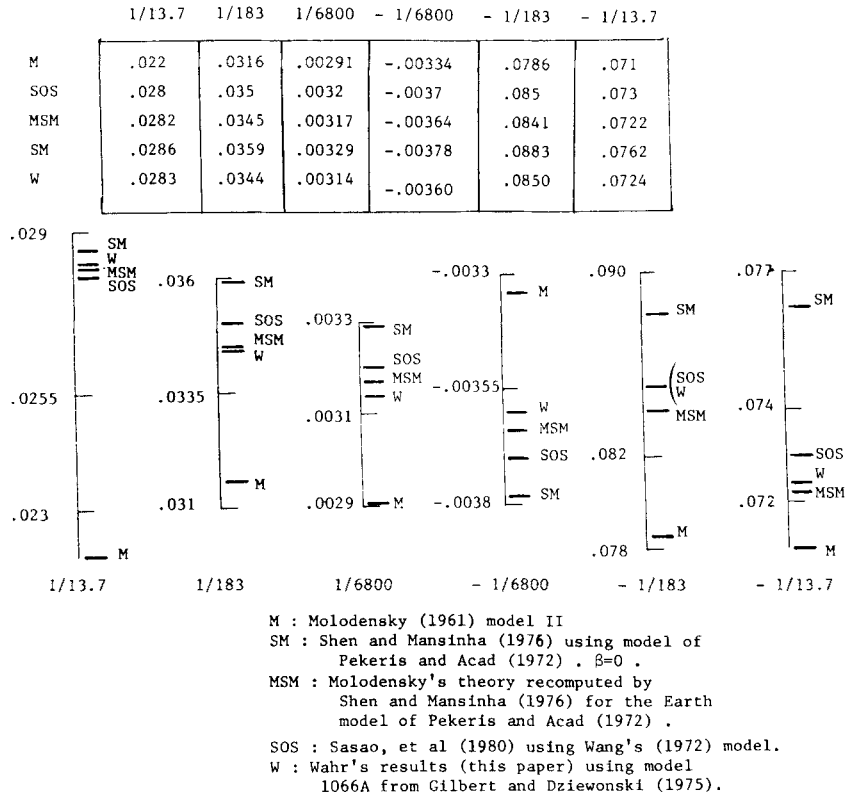 1/13.7 1/183 1/6800 - 1/6800 - 1/183 - 1/13.7
M .022 .0316 .00291 -.00334 .0786 .071
SOS .028 .035 .0032 -.0037 .085 .073
MSM .0282 .0345 .00317 -.00364 .0841 .0722
SM .0286 .0359 .00329 -.00378 .0883 .0762
W .0283 .0344 .00314 -.00360 .0850 .0724
.029
SM
W
MSM
SOS
.0255
.023
M
1/13.7
.036
SM
SOS
MSM
W
.0335
M
.031
1/183
.0033
SM
SOS
MSM
W
.0031
.0029
M
1/6800
-.0033
M
-.00355
W
MSM
SOS
SM
-.0038
- 1/6800
.090
SM
(SOS
W
MSM
.082
M
.078
- 1/183
.077
SM
.074
SOS
W
MSM
.072
M
- 1/13.7
M : Molodensky (1961) model II
SM : Shen and Mansinha (1976) using model of
Pekeris and Acad (1972) . β=0 .
MSM : Molodensky's theory recomputed by
Shen and Mansinha (1976) for the Earth
model of Pekeris and Acad (1972) .
SOS : Sasao, et al (1980) using Wang's (1972) model.
W : Wahr's results (this paper) using model
1066A from Gilbert and Dziewonski (1975).